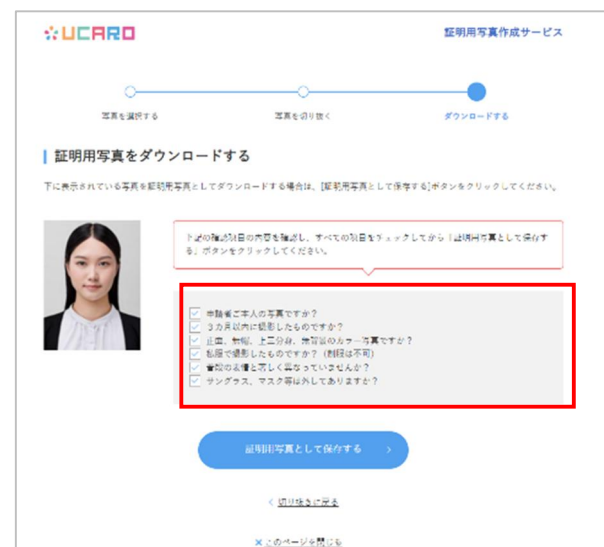 UCARO
証明用写真作成サービス
写真を選択する
写真を切り抜く
ダウンロードする
証明用写真をダウンロードする
下に表示されている写真を証明用写真としてダウンロードする場合は、[証明用写真として保存する]ボタンをクリックしてください。
下記の確認項目の内容を確認し、すべての項目をチェックしてから「証明用写真として保存す
る」ボタンをクリックしてください。
申請者ご本人の写真ですか？
3カ月以内に撮影したものですか？
正面、無帽、上三分身、無背景のカラー写真ですか？
私服で撮影したものですか？（制服は不可）
普段の表情と著しく異なっていませんか？
サングラス、マスク等は外してありますか？
証明用写真として保存する
切り抜きに戻る
このページを閉じる